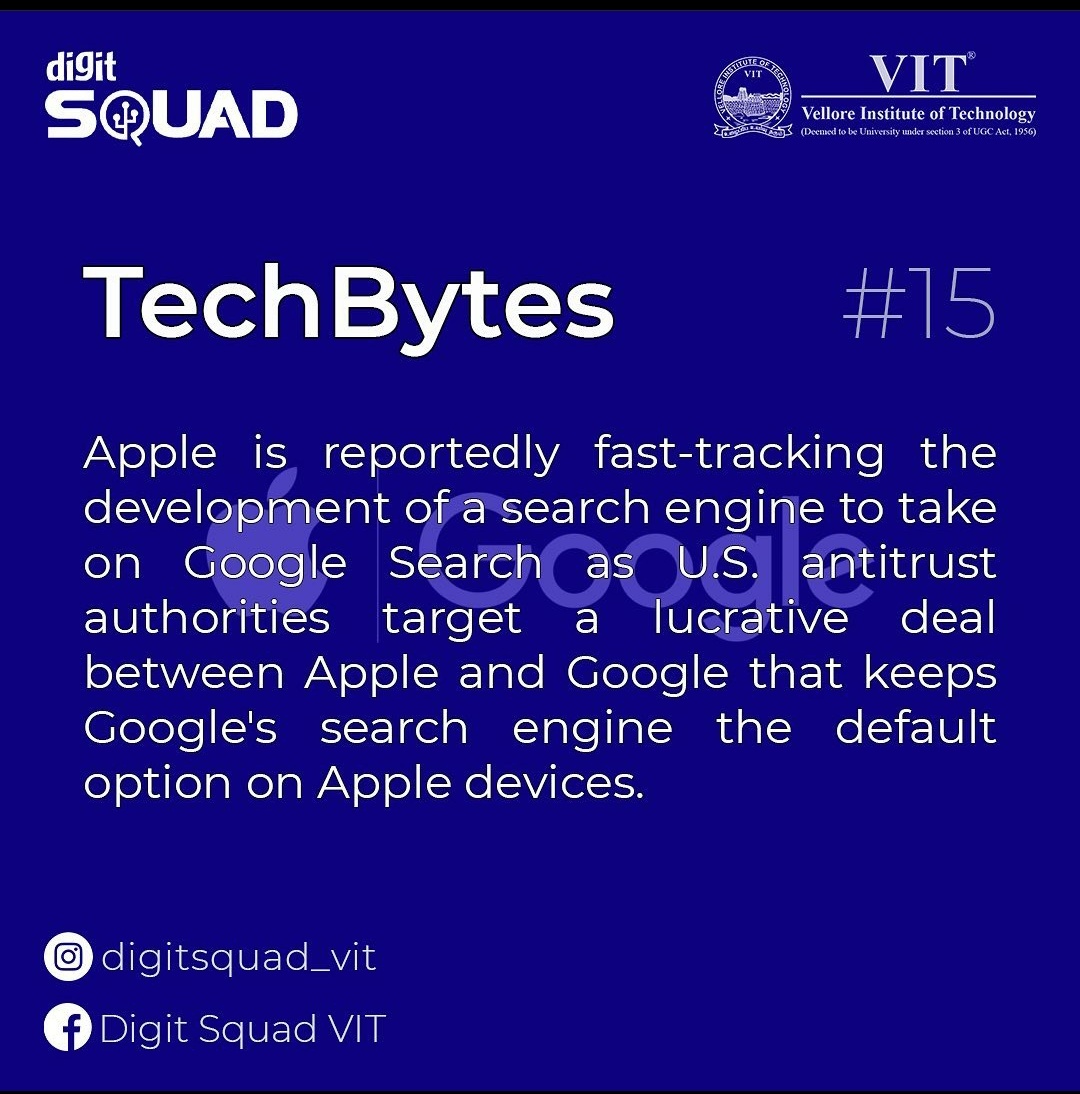 digit
SQUAD
VELLORE INSTITUTE OF TECHNOLOGY
VIT
VIT®
Vellore Institute of Technology
(Deemed to be University under section 3 of UGC Act, 1956)
TechBytes
#15
Apple is reportedly fast-tracking the
development of a search engine to take
on Google Search as U.S. antitrust
authorities target a lucrative deal
between Apple and Google that keeps
Google's search engine the default
option on Apple devices.
Google
digitsquad_vit
Digit Squad VIT